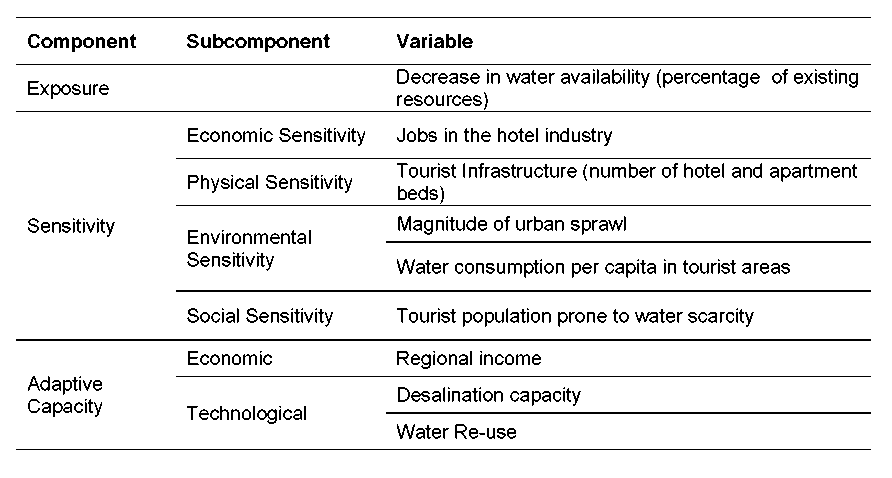 Component Subcomponent Variable
Exposure Decrease in water availability (percentage of existing
resources)
Economic Sensitivity Jobs in the hotel industry
Physical Sensitivity Tourist Infrastructure (number of hotel and apartment
beds)
Sensitivity
Environmental
Sensitivity
Magnitude of urban sprawl
Water consumption per capita in tourist areas
Social Sensitivity Tourist population prone to water scarcity
Adaptive
Capacity
Economic Regional income
Technological
Desalination capacity
Water Re-use